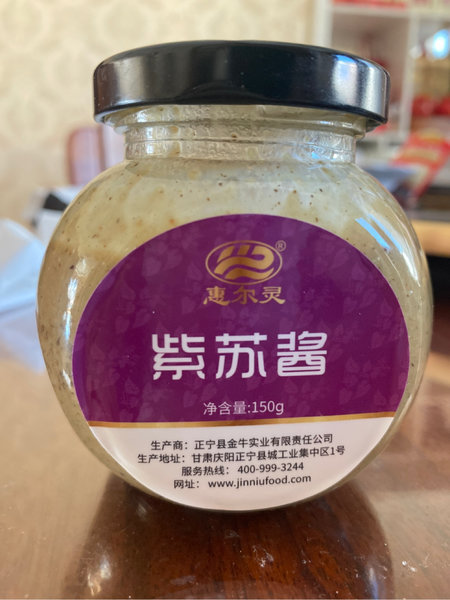 ®
惠尔灵
紫苏酱
净含量:150g
生产商：正宁县金牛实业有限责任公司
生产地址：甘肃庆阳正宁县城工业集中区1号
服务热线：400-999-3244
网址：www.jinniufood.com